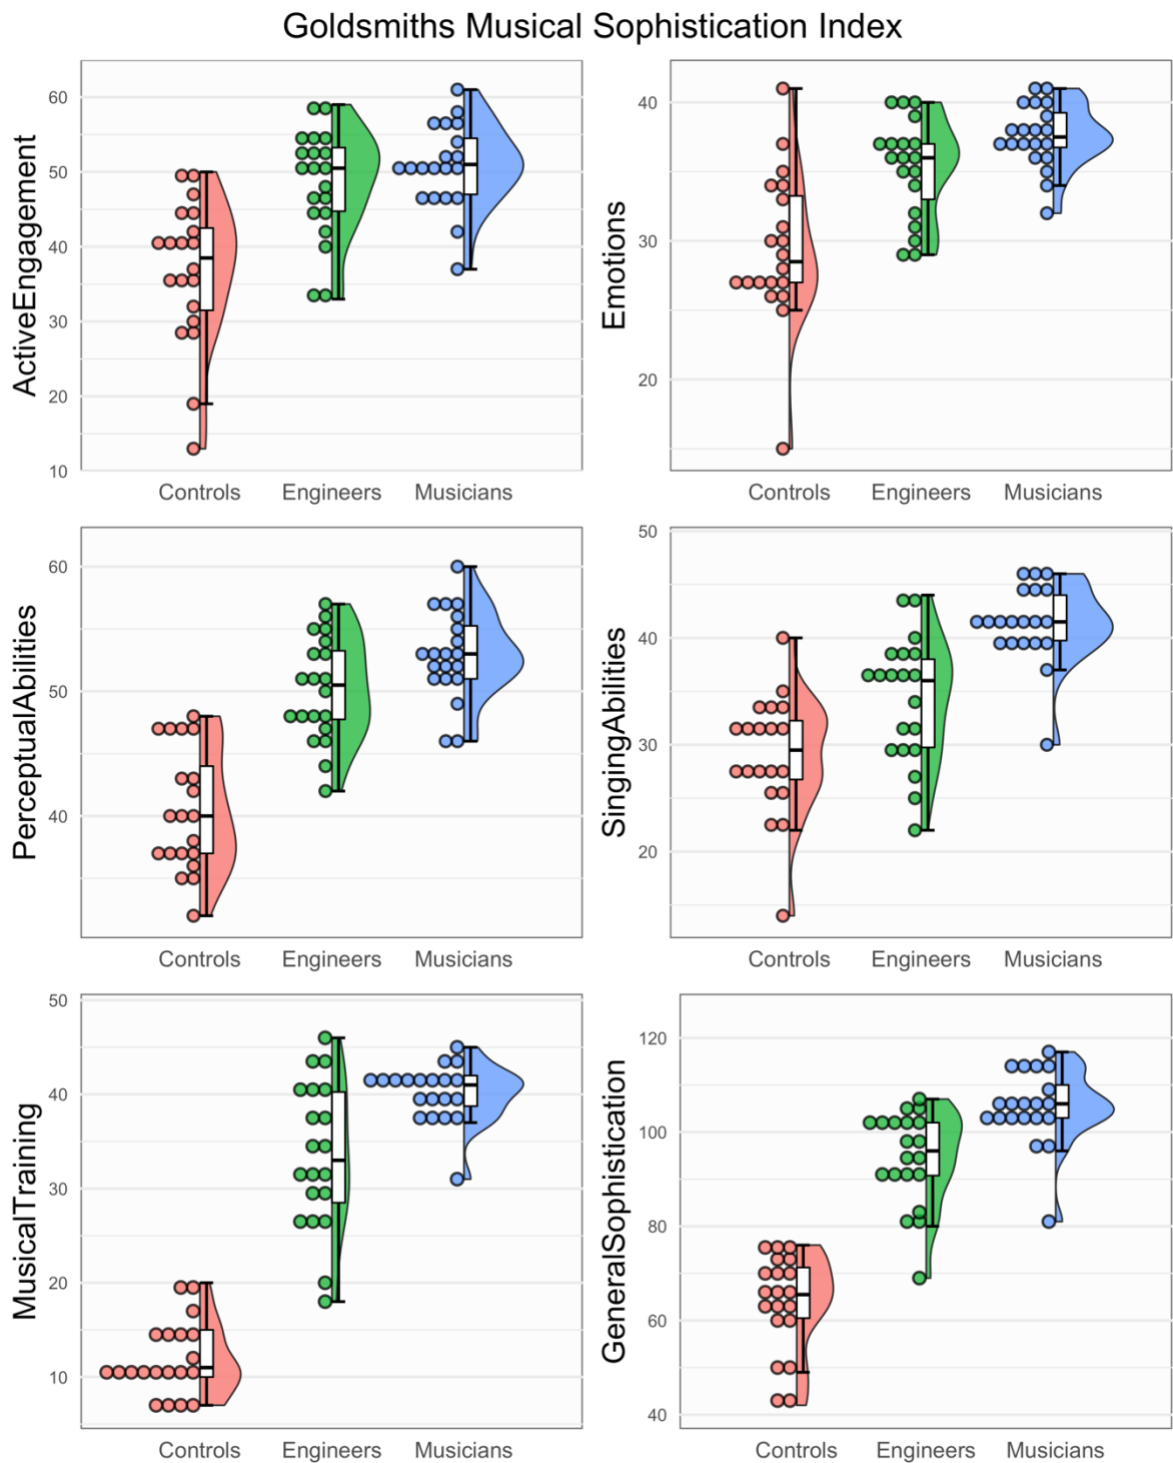 Goldsmiths Musical Sophistication Index
ActiveEngagement
60
50
40
30
20
10
Controls Engineers Musicians
Emotions
40
30
20
Controls Engineers Musicians
PerceptualAbilities
60
50
40
Controls Engineers Musicians
SingingAbilities
50
40
30
20
Controls Engineers Musicians
MusicalTraining
50
40
30
20
10
Controls Engineers Musicians
GeneralSophistication
120
100
80
60
40
Controls Engineers Musicians